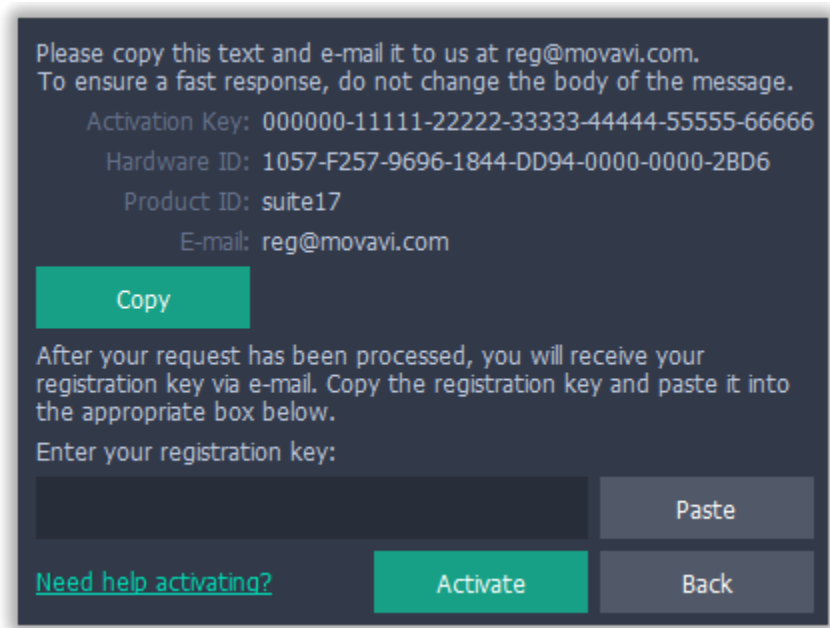 Please copy this text and e-mail it to us at reg@movavi.com.
To ensure a fast response, do not change the body of the message.
Activation Key: 000000-11111-22222-33333-44444-55555-66666
Hardware ID: 1057-F257-9696-1844-DD94-0000-0000-2BD6
Product ID: suite17
E-mail: reg@movavi.com
Copy
After your request has been processed, you will receive your
registration key via e-mail. Copy the registration key and paste it into
the appropriate box below.
Enter your registration key:
Paste
Need help activating? Activate Back